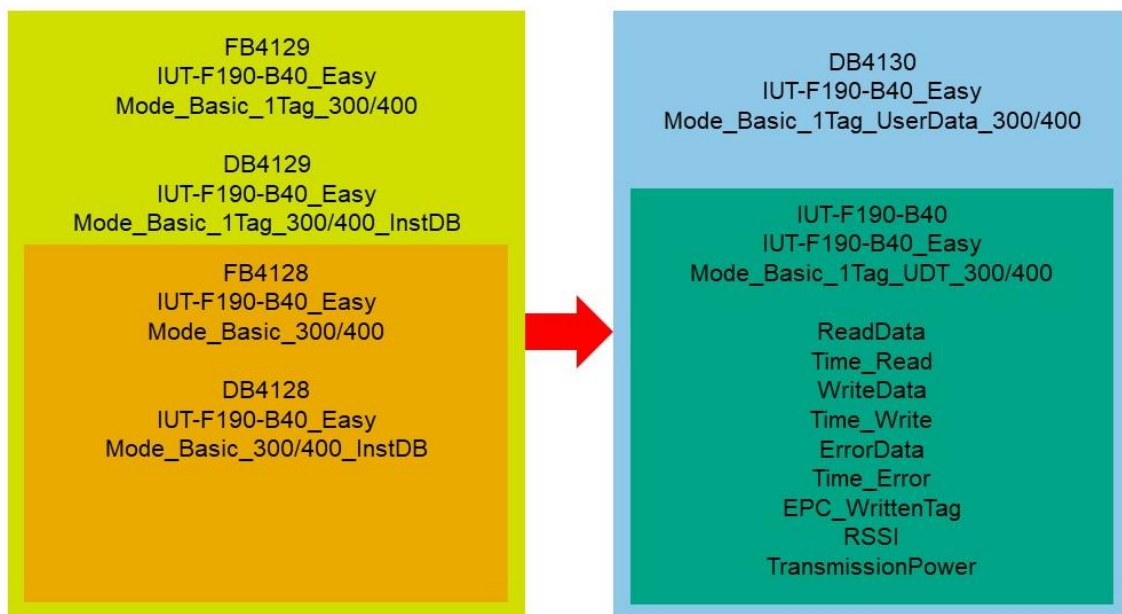 FB4129
IUT-F190-B40_Easy
Mode_Basic_1Tag_300/400
DB4129
IUT-F190-B40_Easy
Mode_Basic_1Tag_300/400_InstDB
FB4128
IUT-F190-B40_Easy
Mode_Basic_300/400
DB4128
IUT-F190-B40_Easy
Mode_Basic_300/400_InstDB
DB4130
IUT-F190-B40_Easy
Mode_Basic_1Tag_UserData_300/400
IUT-F190-B40
IUT-F190-B40_Easy
Mode_Basic_1Tag_UDT_300/400
ReadData
Time_Read
WriteData
Time_Write
ErrorData
Time_Error
EPC_WrittenTag
RSSI
TransmissionPower